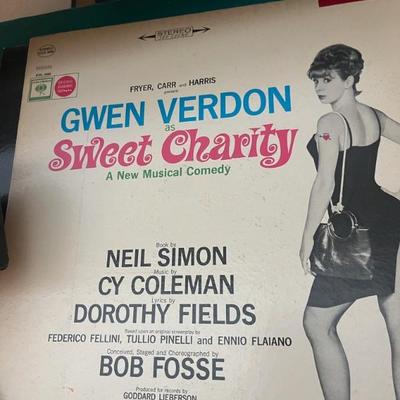 STEREO
FRYER, CARR and HARRIS
present
GWEN VERDON
as
Sweet Charity
A New Musical Comedy
Book by
NEIL SIMON
Music by
CY COLEMAN
Lyrics by
DOROTHY FIELDS
Based upon an original screenplay by
FEDERICO FELLINI, TULLIO PINELLI and ENNIO FLAIANO
Conceived, Staged and Choreographed by
BOB FOSSE
Produced for records by
GODDARD LIEBERSON